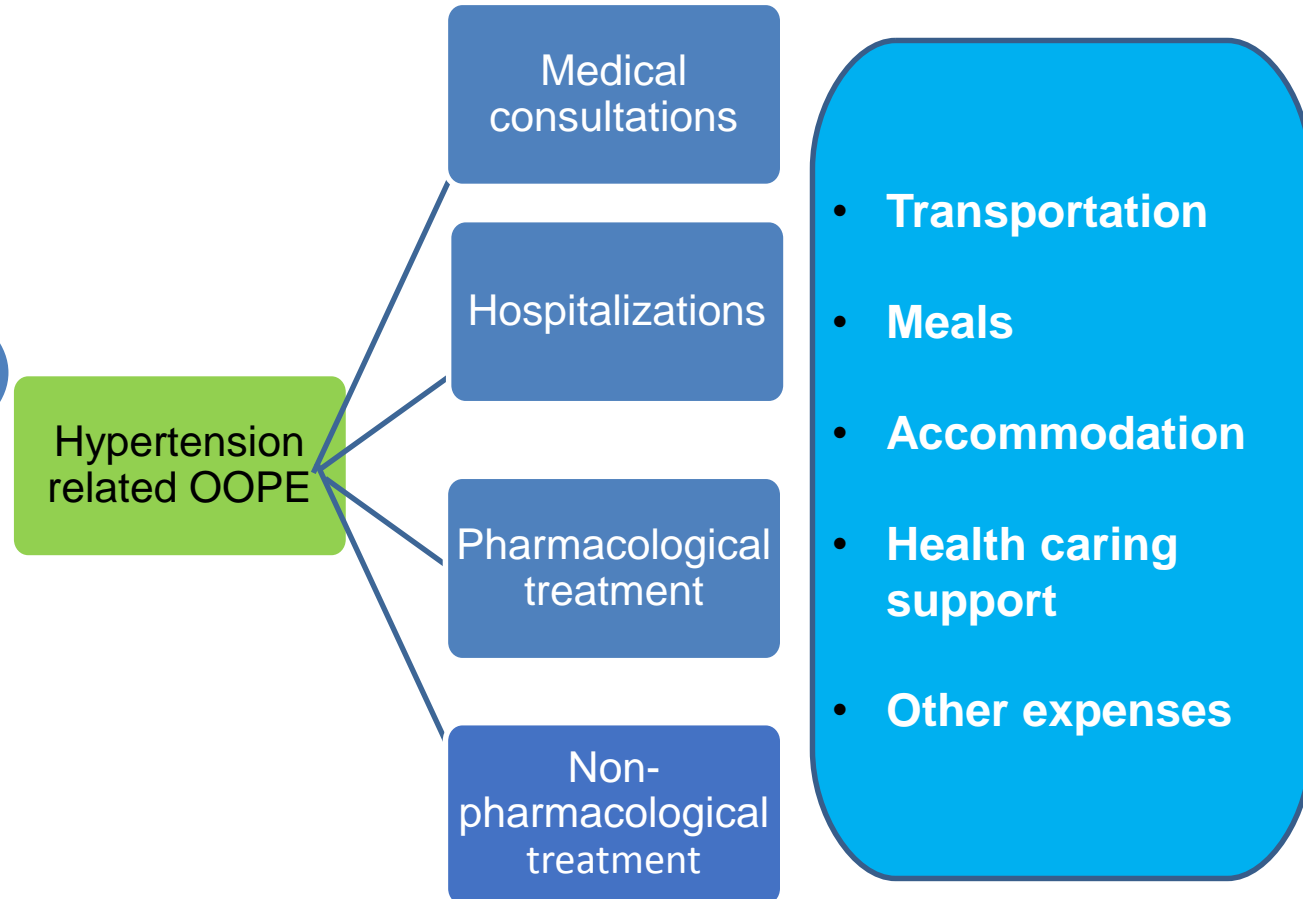 Medical
consultations
Hospitalizations
Hypertension
related OOPE
Pharmacological
treatment
Non-
pharmacological
treatment
• Transportation
• Meals
• Accommodation
• Health caring
support
• Other expenses